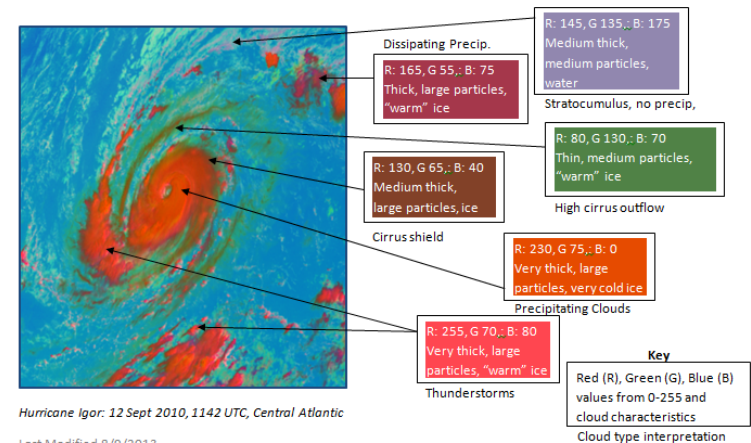 R: 145, G 135,: B: 175
Medium thick,
medium particles,
water
Stratocumulus, no precip,
Dissipating Precip.
R: 165, G 55,: B: 75
Thick, large particles,
“warm” ice
R: 80, G 130,: B: 70
Thin, medium particles,
“warm” ice
High cirrus outflow
R: 130, G 65,: B: 40
Medium thick,
large particles, ice
Cirrus shield
R: 230, G 75,: B: 0
Very thick, large
particles, very cold ice
Precipitating Clouds
R: 255, G 70,: B: 80
Very thick, large
particles, “warm” ice
Thunderstorms
Key
Red (R), Green (G), Blue (B)
values from 0-255 and
cloud characteristics
Cloud type interpretation
Hurricane Igor: 12 Sept 2010, 1142 UTC, Central Atlantic